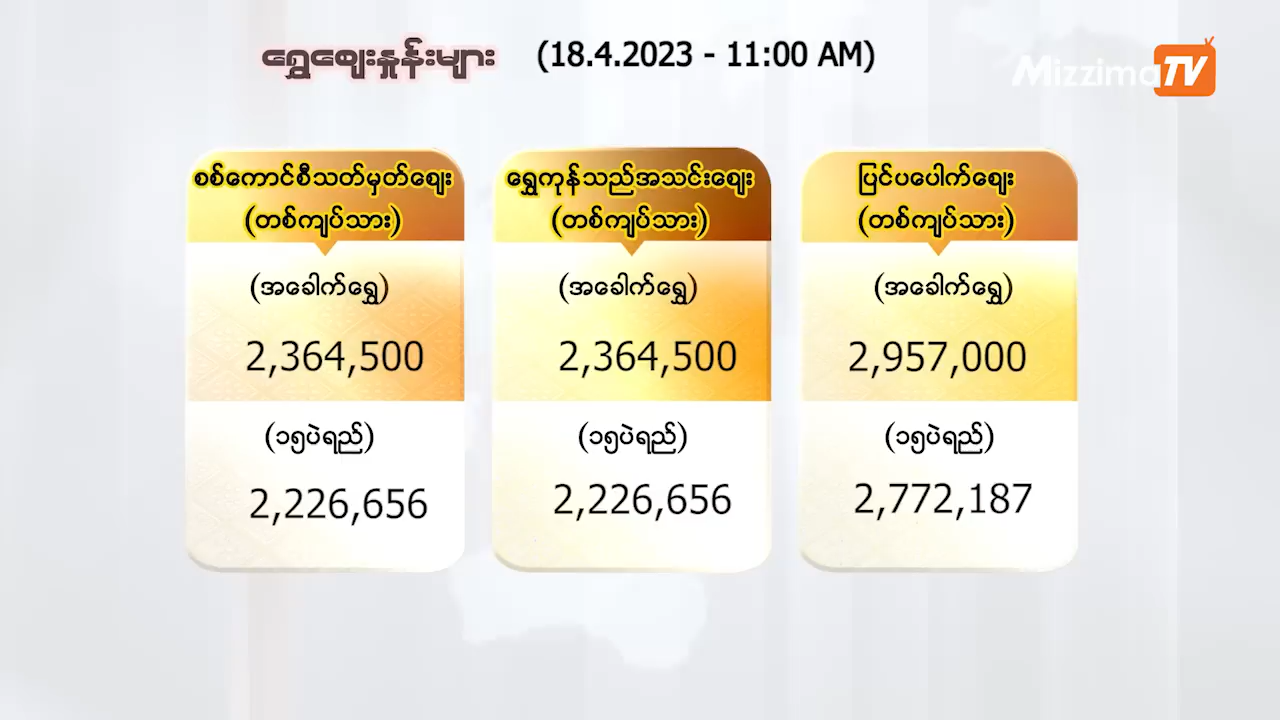 ရွှေဈေးနှုန်းများ (18.4.2023 - 11:00 AM)
Mizzima TV
စစ်ကောင်စီသတ်မှတ်ဈေး
(တစ်ကျပ်သား)
(အခေါက်ရွှေ)
2,364,500
(၁၅ပဲရည်)
2,226,656
ရွှေကုန်သည်အသင်းဈေး
(တစ်ကျပ်သား)
(အခေါက်ရွှေ)
2,364,500
(၁၅ပဲရည်)
2,226,656
ပြင်ပပေါက်ဈေး
(တစ်ကျပ်သား)
(အခေါက်ရွှေ)
2,957,000
(၁၅ပဲရည်)
2,772,187